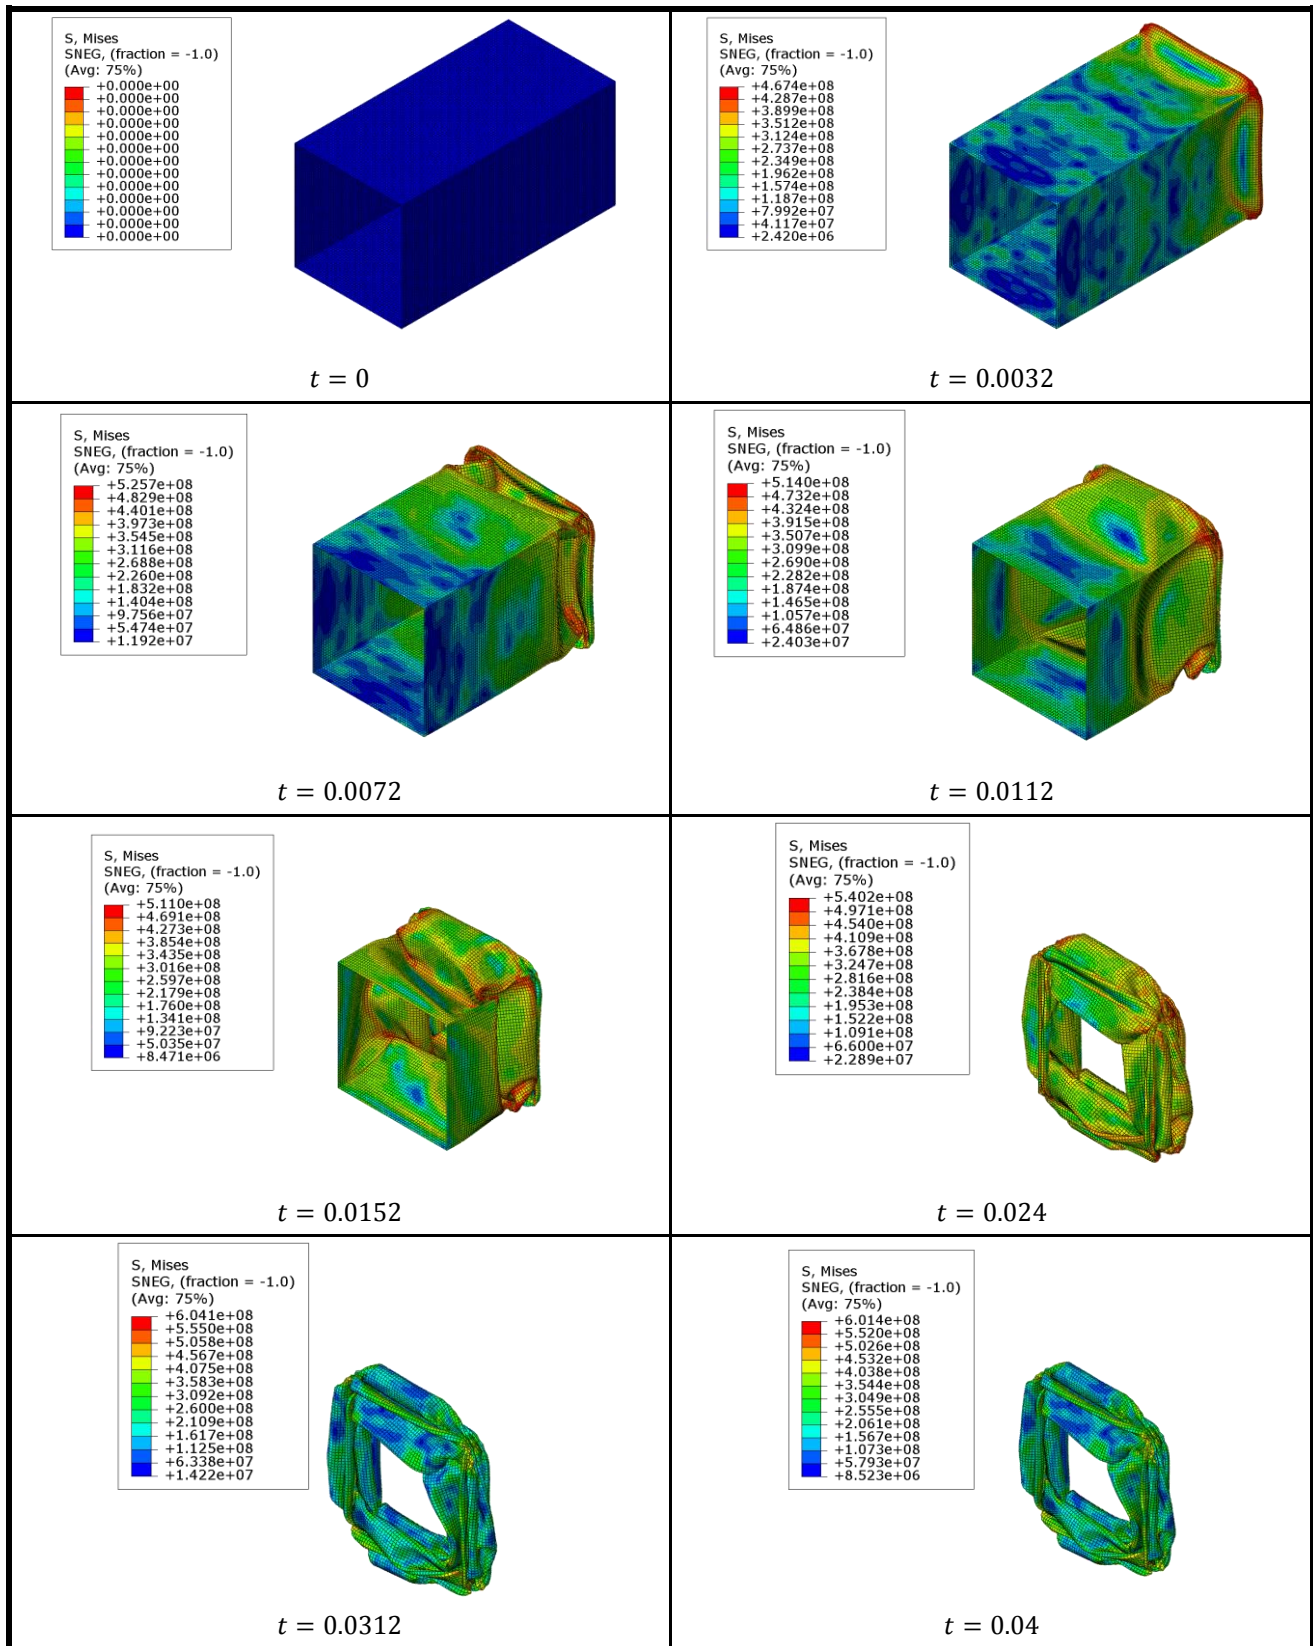 S, Mises
SNEG, (fraction = -1.0)
(Avg: 75%)
+0.000e+00
+0.000e+00
+0.000e+00
+0.000e+00
+0.000e+00
+0.000e+00
+0.000e+00
+0.000e+00
+0.000e+00
+0.000e+00
+0.000e+00
+0.000e+00
+0.000e+00
t = 0
S, Mises
SNEG, (fraction = -1.0)
(Avg: 75%)
+4.674e+08
+4.287e+08
+3.899e+08
+3.512e+08
+3.124e+08
+2.737e+08
+2.349e+08
+1.962e+08
+1.574e+08
+1.187e+08
+7.992e+07
+4.117e+07
+2.420e+06
t = 0.0032
S, Mises
SNEG, (fraction = -1.0)
(Avg: 75%)
+5.257e+08
+4.829e+08
+4.401e+08
+3.973e+08
+3.545e+08
+3.116e+08
+2.688e+08
+2.260e+08
+1.832e+08
+1.404e+08
+9.756e+07
+5.474e+07
+1.192e+07
t = 0.0072
S, Mises
SNEG, (fraction = -1.0)
(Avg: 75%)
+5.140e+08
+4.732e+08
+4.324e+08
+3.915e+08
+3.507e+08
+3.099e+08
+2.690e+08
+2.282e+08
+1.874e+08
+1.465e+08
+1.057e+08
+6.486e+07
+2.403e+07
t = 0.0112
S, Mises
SNEG, (fraction = -1.0)
(Avg: 75%)
+5.110e+08
+4.691e+08
+4.273e+08
+3.854e+08
+3.435e+08
+3.016e+08
+2.597e+08
+2.179e+08
+1.760e+08
+1.341e+08
+9.223e+07
+5.035e+07
+8.471e+06
t = 0.0152
S, Mises
SNEG, (fraction = -1.0)
(Avg: 75%)
+5.402e+08
+4.971e+08
+4.540e+08
+4.109e+08
+3.678e+08
+3.247e+08
+2.816e+08
+2.384e+08
+1.953e+08
+1.522e+08
+1.091e+08
+6.600e+07
+2.289e+07
t = 0.024
S, Mises
SNEG, (fraction = -1.0)
(Avg: 75%)
+6.041e+08
+5.550e+08
+5.058e+08
+4.567e+08
+4.075e+08
+3.583e+08
+3.092e+08
+2.600e+08
+2.109e+08
+1.617e+08
+1.125e+08
+6.338e+07
+1.422e+07
t = 0.0312
S, Mises
SNEG, (fraction = -1.0)
(Avg: 75%)
+6.014e+08
+5.520e+08
+5.026e+08
+4.532e+08
+4.038e+08
+3.544e+08
+3.049e+08
+2.555e+08
+2.061e+08
+1.567e+08
+1.073e+08
+5.793e+07
+8.523e+06
t = 0.04